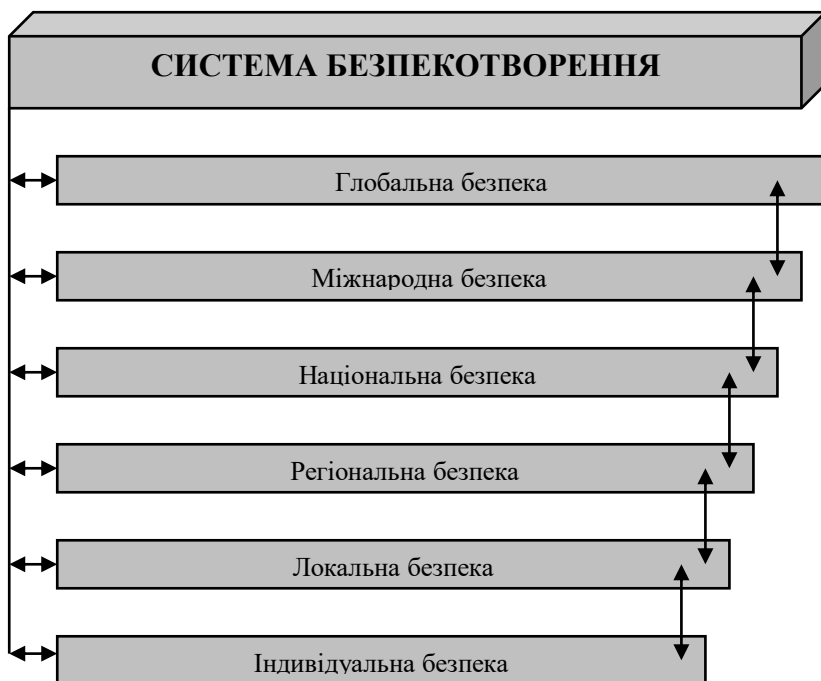 СИСТЕМА БЕЗПЕКОТВОРЕННЯ
Глобальна безпека
Міжнародна безпека
Національна безпека
Регіональна безпека
Локальна безпека
Індивідуальна безпека